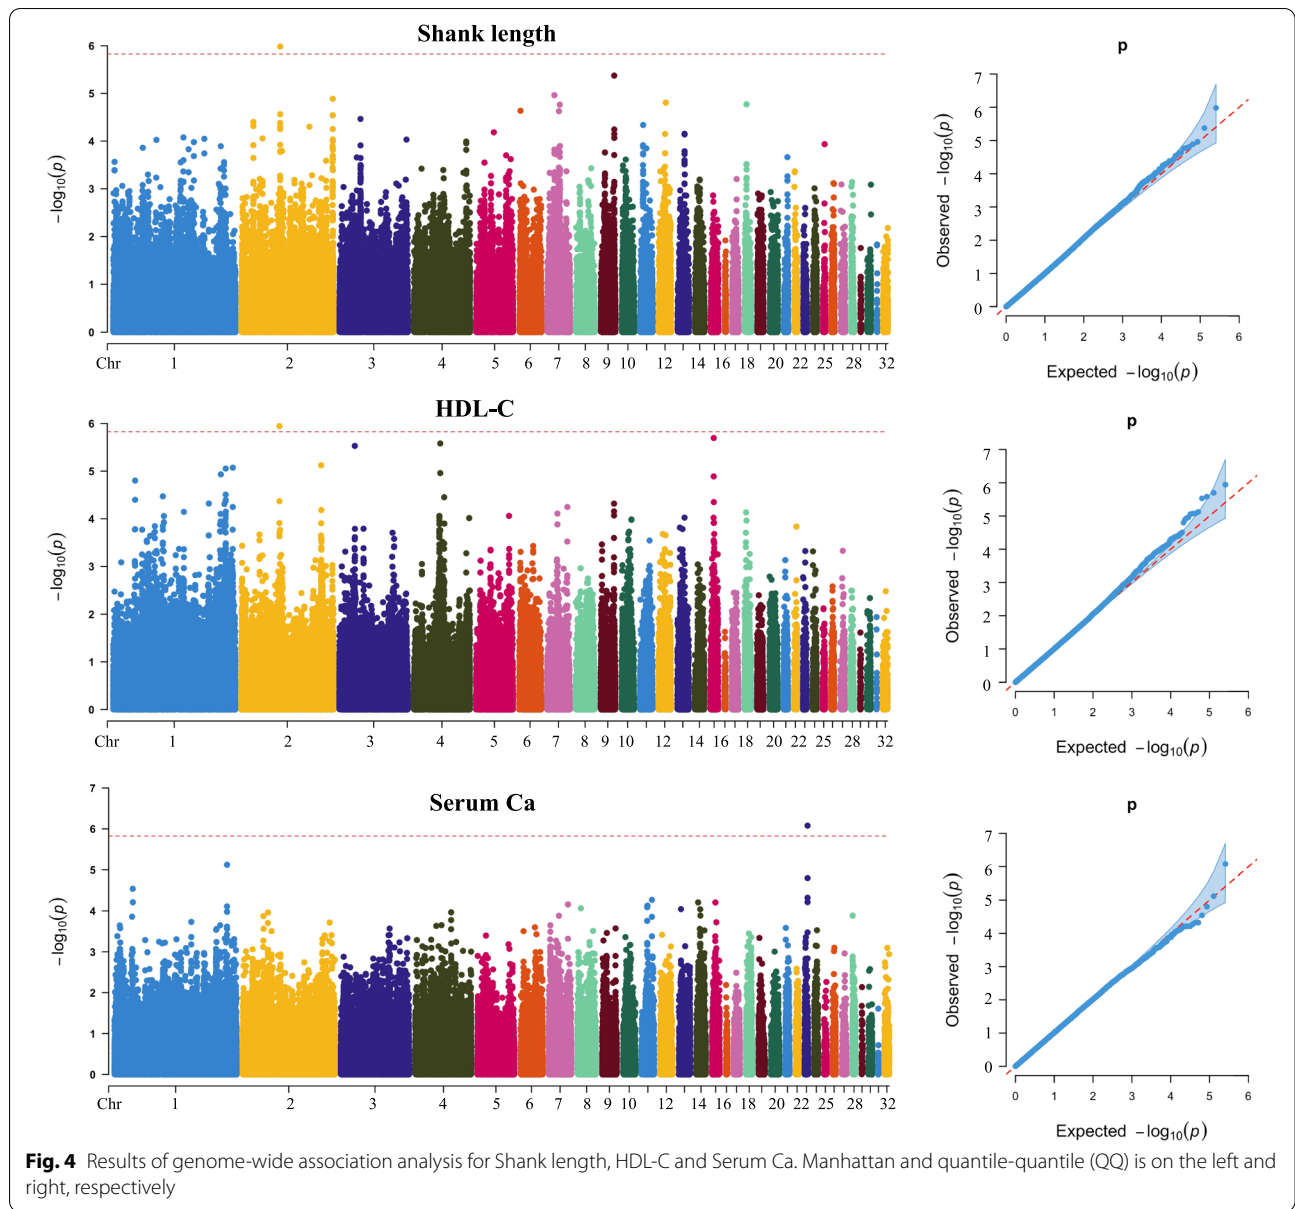 Shank length
6
5
4
3
2
1
0
−log10(p)
Chr 1 2 3 4 5 6 7 8 9 10 12 14 16 18 20 22 25 28 32
p
7
6
5
4
3
2
1
0
Observed −log10(p)
0 1 2 3 4 5 6
Expected −log10(p)
HDL-C
6
5
4
3
2
1
0
−log10(p)
Chr 1 2 3 4 5 6 7 8 9 10 12 14 16 18 20 22 25 28 32
p
7
6
5
4
3
2
1
0
Observed −log10(p)
0 1 2 3 4 5 6
Expected −log10(p)
Serum Ca
7
6
5
4
3
2
1
0
−log10(p)
Chr 1 2 3 4 5 6 7 8 9 10 12 14 16 18 20 22 25 28 32
p
7
6
5
4
3
2
1
0
Observed −log10(p)
0 1 2 3 4 5 6
Expected −log10(p)
Fig. 4 Results of genome-wide association analysis for Shank length, HDL-C and Serum Ca. Manhattan and quantile-quantile (QQ) is on the left and
right, respectively